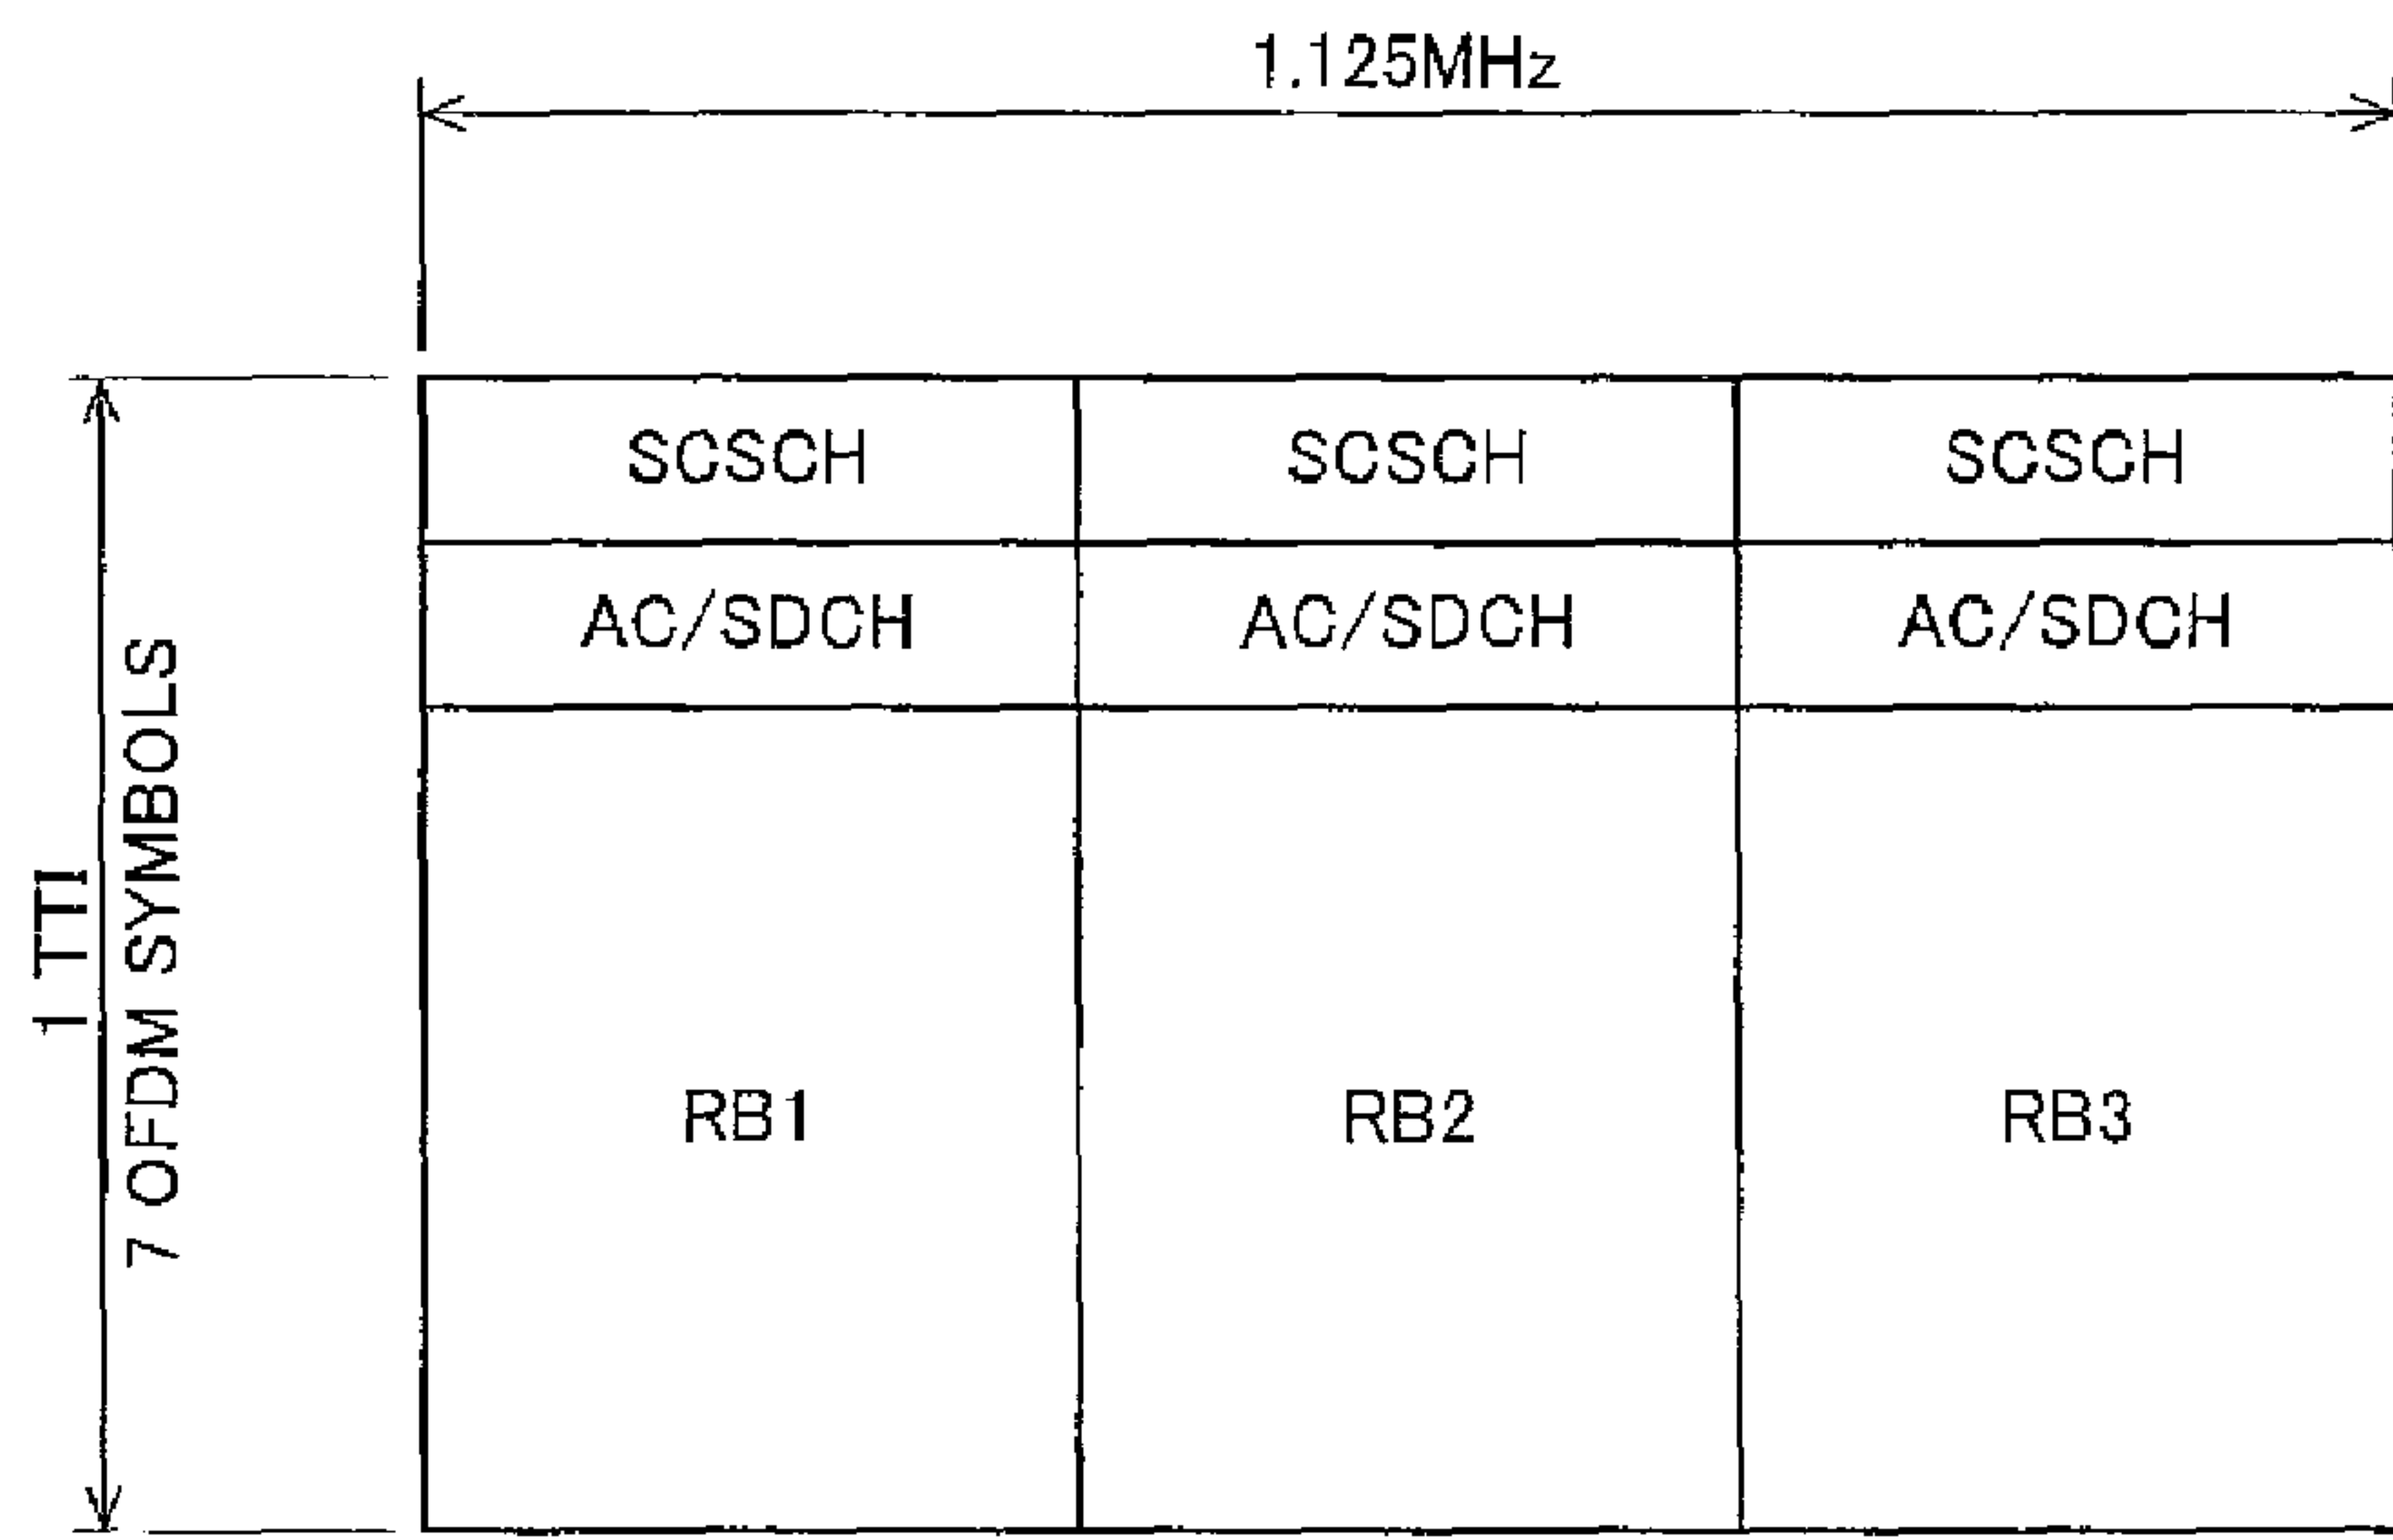 1.125MHz
SCSCH SCSCH SCSCH
AC/SDCH AC/SDCH AC/SDCH
1 TTI
7 OFDM SYMBOLS
RB1 RB2 RB3